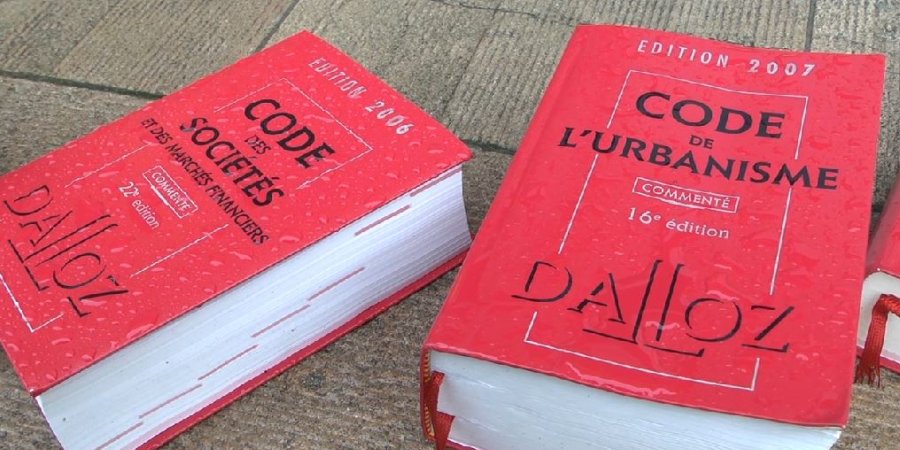 EDITION 2006
CODE
DES
SOCIÉTÉS
ET DES MARCHÉS FINANCIERS
COMMENTÉ
22e édition
DALLOZ
EDITION 2007
CODE
DE
L'URBANISME
COMMENTÉ
16e édition
DALLOZ